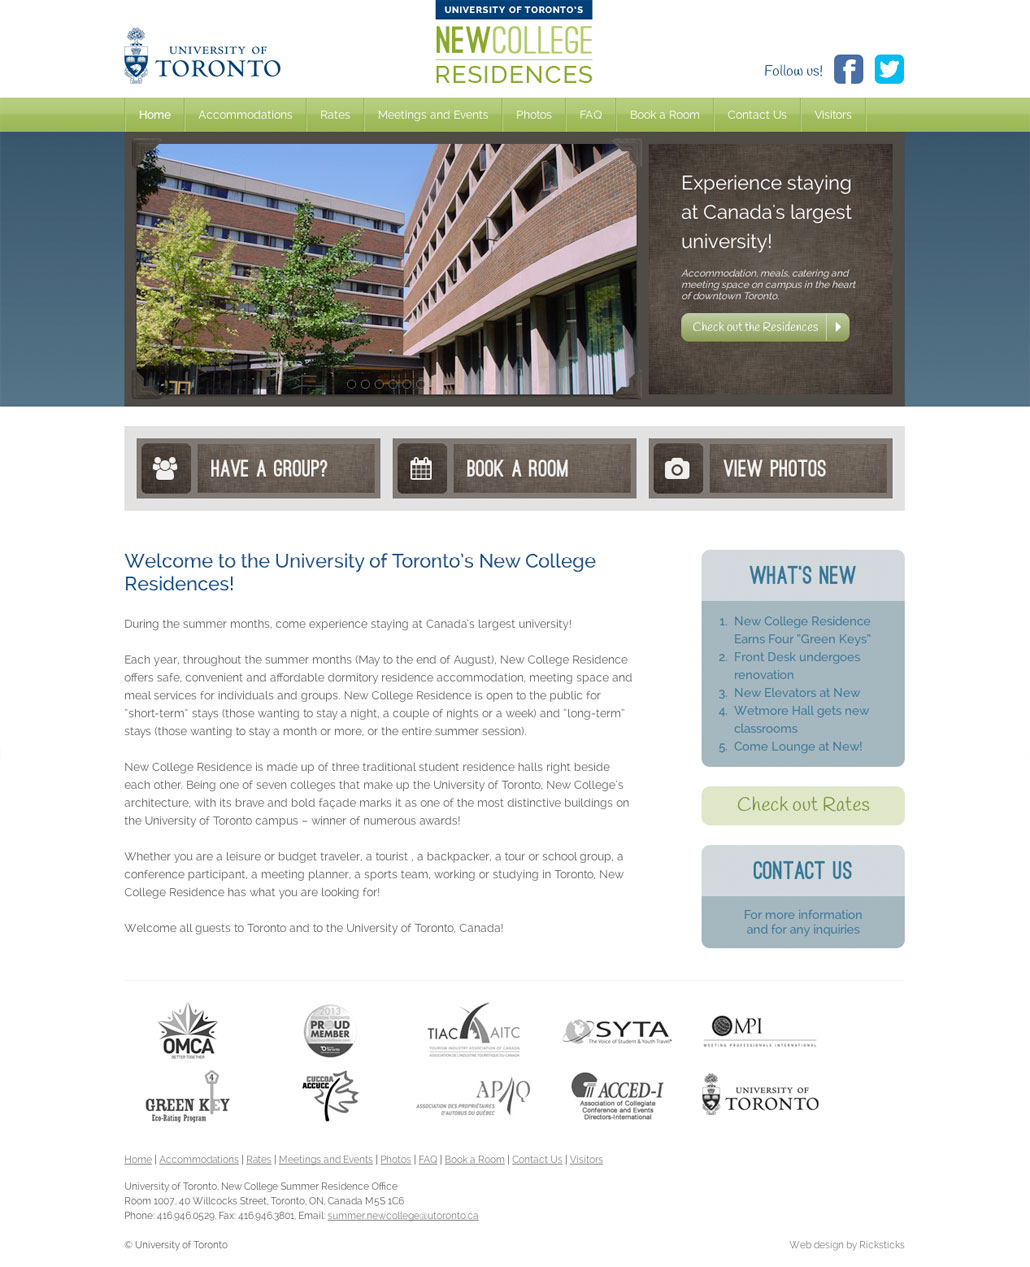 UNIVERSITY OF TORONTO'S
NEWCOLLEGE
RESIDENCES
UNIVERSITY OF
TORONTO
Follow us!
Home
Accommodations
Rates
Meetings and Events
Photos
FAQ
Book a Room
Contact Us
Visitors
Experience staying
at Canada's largest
university!
Accommodation, meals, catering and
meeting space on campus in the heart
of downtown Toronto.
Check out the Residences
HAVE A GROUP?
BOOK A ROOM
VIEW PHOTOS
Welcome to the University of Toronto's New College
Residences!
During the summer months, come experience staying at Canada's largest university!
Each year, throughout the summer months (May to the end of August), New College Residence
offers safe, convenient and affordable dormitory residence accommodation, meeting space and
meal services for individuals and groups. New College Residence is open to the public for
"short-term" stays (those wanting to stay a night, a couple of nights or a week) and "long-term"
stays (those wanting to stay a month or more, or the entire summer session).
New College Residence is made up of three traditional student residence halls right beside
each other. Being one of seven colleges that make up the University of Toronto, New College's
architecture, with its brave and bold façade marks it as one of the most distinctive buildings on
the University of Toronto campus – winner of numerous awards!
Whether you are a leisure or budget traveler, a tourist , a backpacker, a tour or school group, a
conference participant, a meeting planner, a sports team, working or studying in Toronto, New
College Residence has what you are looking for!
Welcome all guests to Toronto and to the University of Toronto, Canada!
WHAT'S NEW
1. New College Residence
Earns Four "Green Keys"
2. Front Desk undergoes
renovation
3. New Elevators at New
4. Wetmore Hall gets new
classrooms
5. Come Lounge at New!
Check out Rates
CONTACT US
For more information
and for any inquiries
OMCA
BETTER TOGETHER
2013
PROUD
MEMBER
TIAC AITC
TOURISM INDUSTRY ASSOCIATION OF CANADA
ASSOCIATION DE L'INDUSTRIE TOURISTIQUE DU CANADA
SYTA
The Voice of Student & Youth Travel®
MPI
MEETING PROFESSIONALS INTERNATIONAL
4
GREEN KEY
Eco-Rating Program
CUCCOA
ACCUCC
APAQ
ASSOCIATION DES PROPRIÉTAIRES
D'AUTOBUS DU QUÉBEC
ACCED-I
Association of Collegiate
Conference and Events
Directors-International
UNIVERSITY OF
TORONTO
Home | Accommodations | Rates | Meetings and Events | Photos | FAQ | Book a Room | Contact Us | Visitors
University of Toronto, New College Summer Residence Office
Room 1007, 40 Willcocks Street, Toronto, ON, Canada M5S 1C6
Phone: 416.946.0529, Fax: 416.946.3801, Email: summer.newcollege@utoronto.ca
© University of Toronto
Web design by Ricksticks